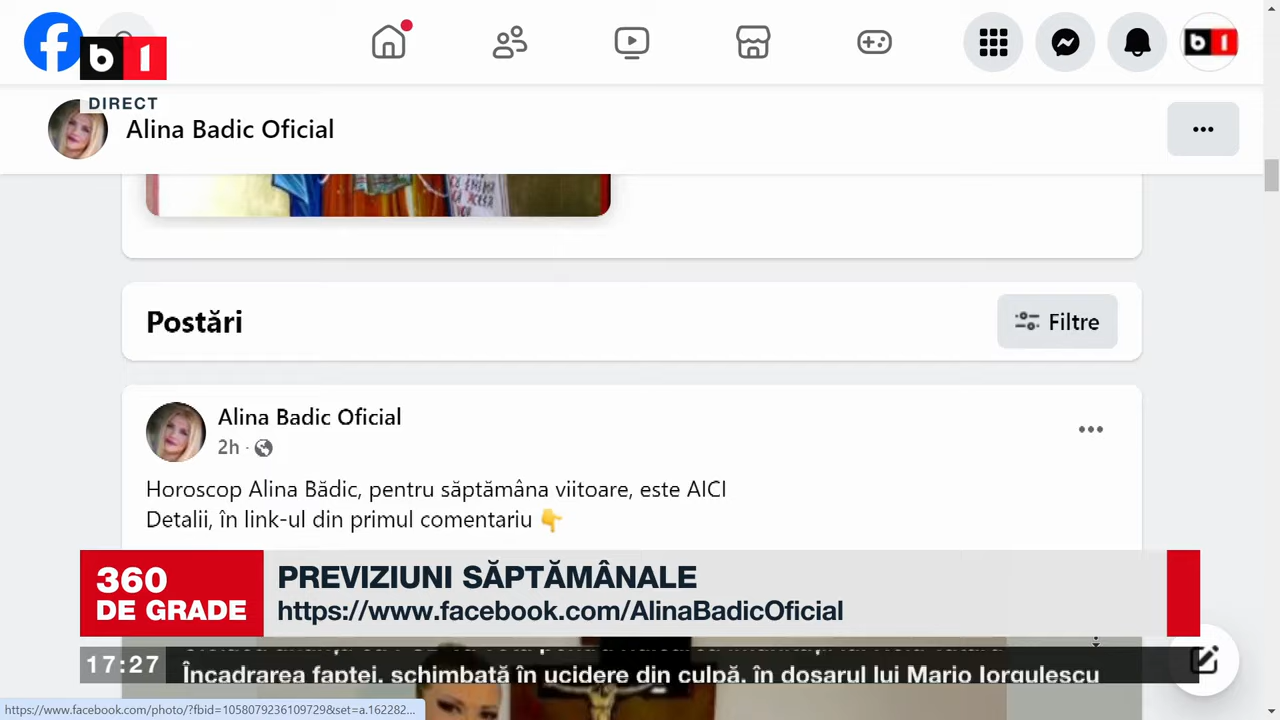 b1
b1
DIRECT
Alina Badic Oficial
Postări
Filtre
Alina Badic Oficial
2h ·
Horoscop Alina Bădic, pentru săptămâna viitoare, este AICI
Detalii, în link-ul din primul comentariu 👇
360
DE GRADE
PREVIZIUNI SĂPTĂMÂNALE
https://www.facebook.com/AlinaBadicOficial
17:27
Încadrarea faptei, schimbată în ucidere din culpă, în dosarul lui Mario Iorgulescu
https://www.facebook.com/photo/?fbid=1058079236109729&set=a.162282...